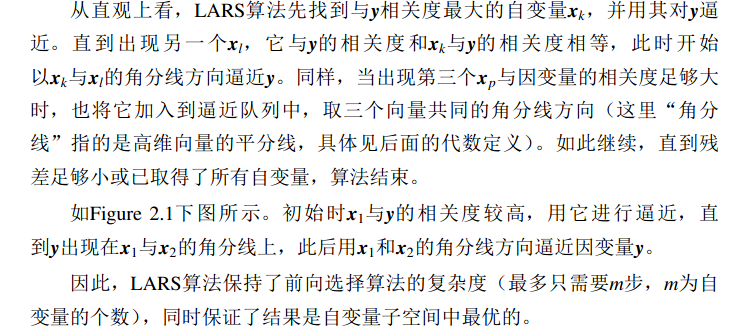 从直观上看，LARS算法先找到与y相关度最大的自变量xk，并用其对y逼
近。直到出现另一个xl，它与y的相关度和xk与y的相关度相等，此时开始
以xk与xl的角分线方向逼近y。同样，当出现第三个xp与因变量的相关度足够大
时，也将它加入到逼近队列中，取三个向量共同的角分线方向（这里“角分
线”指的是高维向量的平分线，具体见后面的代数定义）。如此继续，直到残
差足够小或已取得了所有自变量，算法结束。
如Figure 2.1下图所示。初始时x1与y的相关度较高，用它进行逼近，直
到y出现在x1与x2的角分线上，此后用x1和x2的角分线方向逼近因变量y。
因此，LARS算法保持了前向选择算法的复杂度（最多只需要m步，m为自
变量的个数），同时保证了结果是自变量子空间中最优的。